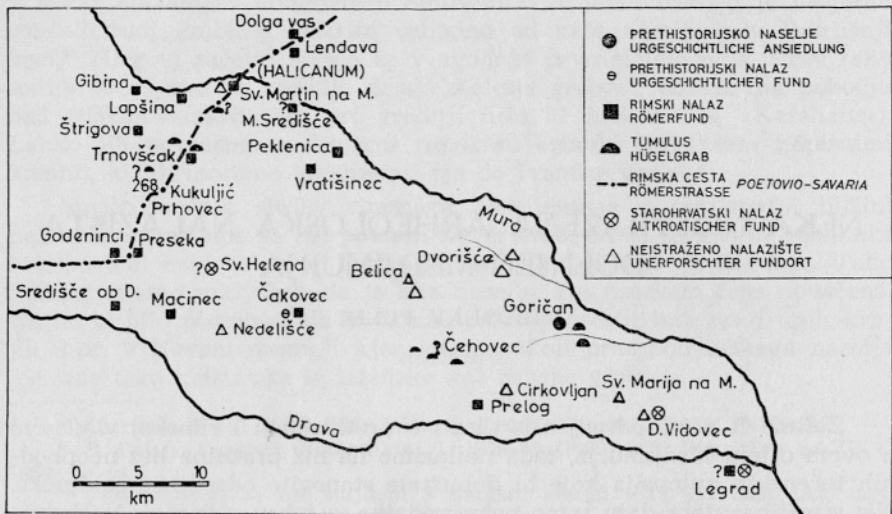 Dolga vas
Lendava
(HALICANUM)
Gibina
Lapšina
Sv. Martin na M.
?
?
M.Središće
Štrigova
Peklenica
Trnovščak
Vratišinec
?
268
Kukuljić
Prhovec
Mura
Godeninci
Preseka
? Sv. Helena
Dvorišće
Belica
Središče ob D.
Macinec
Čakovec
Goričan
Nedelišće
?
Čehovec
Cirkovljan
Sv. Marija na M.
Prelog
D. Vidovec
Drava
?
Legrad
0 5 10
km
PRETHISTORIJSKO NASELJE
URGESCHICHTLICHE ANSIEDLUNG
PRETHISTORIJSKI NALAZ
URGESCHICHTLICHER FUND
RIMSKI NALAZ
RÖMERFUND
TUMULUS
HÜGELGRAB
RIMSKA CESTA
RÖMERSTRASSE POETOVIO-SAVARIA
STAROHRVATSKI NALAZ
ALTKROATISCHER FUND
NEISTRAŽENO NALAZIŠTE
UNERFORSCHTER FUNDORT